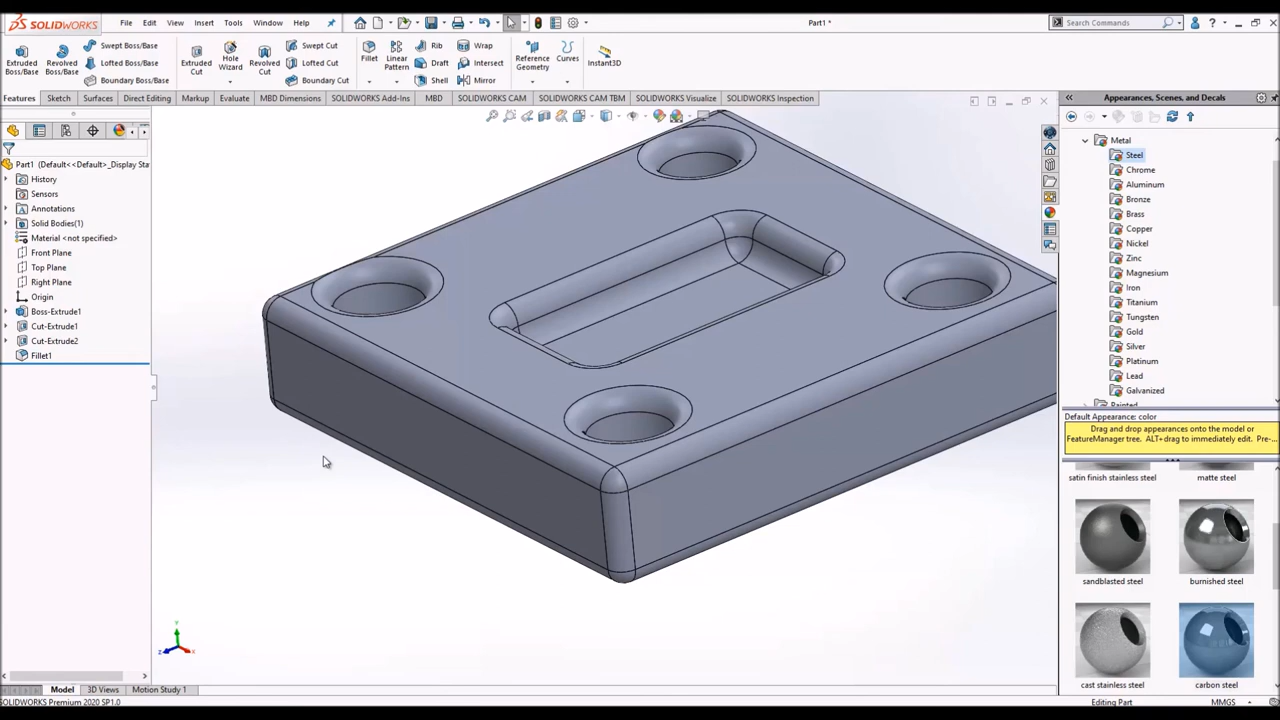 SOLIDWORKS File Edit View Insert Tools Window Help Part1 * Search Commands
Extruded Boss/Base
Revolved Boss/Base
Swept Boss/Base
Lofted Boss/Base
Boundary Boss/Base
Extruded Cut
Hole Wizard
Revolved Cut
Swept Cut
Lofted Cut
Boundary Cut
Fillet
Linear Pattern
Rib
Draft
Shell
Wrap
Intersect
Mirror
Reference Geometry
Curves
Instant3D
Features Sketch Surfaces Direct Editing Markup Evaluate MBD Dimensions SOLIDWORKS Add-Ins MBD SOLIDWORKS CAM SOLIDWORKS CAM TBM SOLIDWORKS Visualize SOLIDWORKS Inspection
Part1 (Default<<Default>_Display Sta
History
Sensors
Annotations
Solid Bodies(1)
Material <not specified>
Front Plane
Top Plane
Right Plane
Origin
Boss-Extrude1
Cut-Extrude1
Cut-Extrude2
Fillet1
Appearances, Scenes, and Decals
Metal
Steel
Chrome
Aluminum
Bronze
Brass
Copper
Nickel
Zinc
Magnesium
Iron
Titanium
Tungsten
Gold
Silver
Platinum
Lead
Galvanized
Painted
Default Appearance: color
Drag and drop appearances onto the model or
FeatureManager tree. ALT+drag to immediately edit. Pre-...
satin finish stainless steel matte steel
sandblasted steel burnished steel
cast stainless steel carbon steel
Y
Z X
Model 3D Views Motion Study 1
SOLIDWORKS Premium 2020 SP1.0 Editing Part MMGS